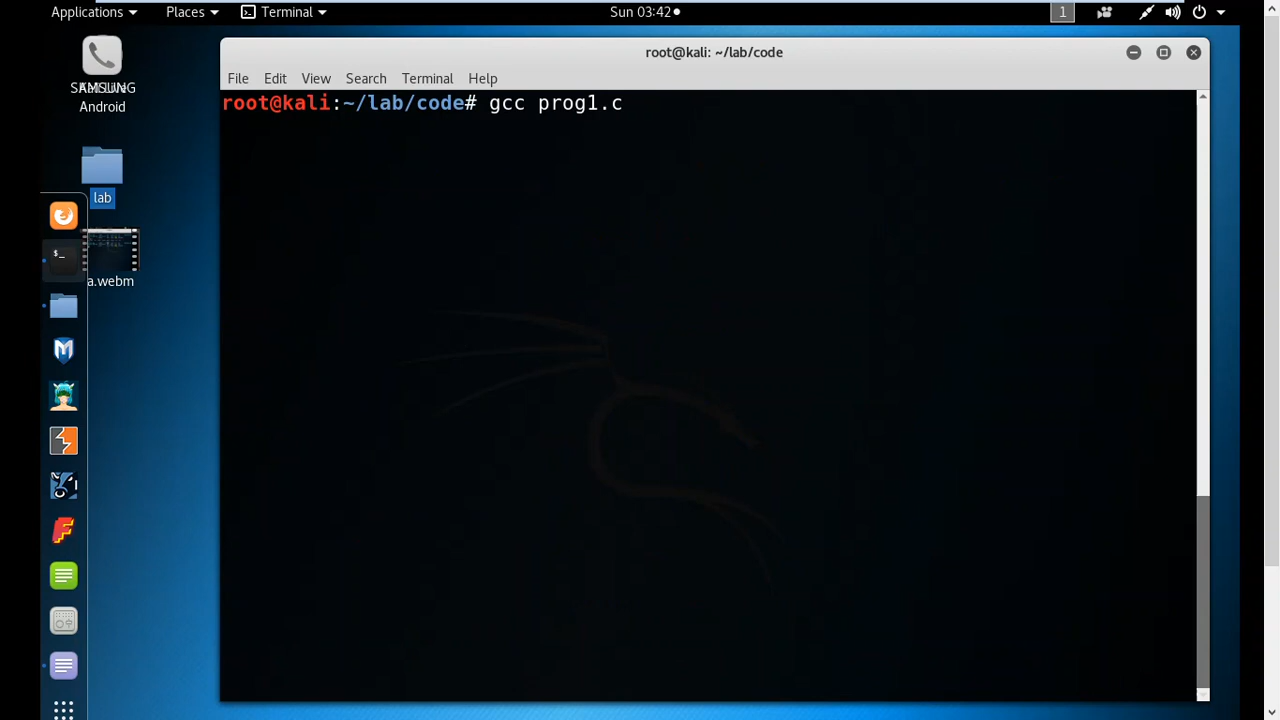 Applications Places Terminal Sun 03:42 1
root@kali: ~/lab/code
File Edit View Search Terminal Help
root@kali:~/lab/code# gcc prog1.c
Android
lab
$_
a.webm